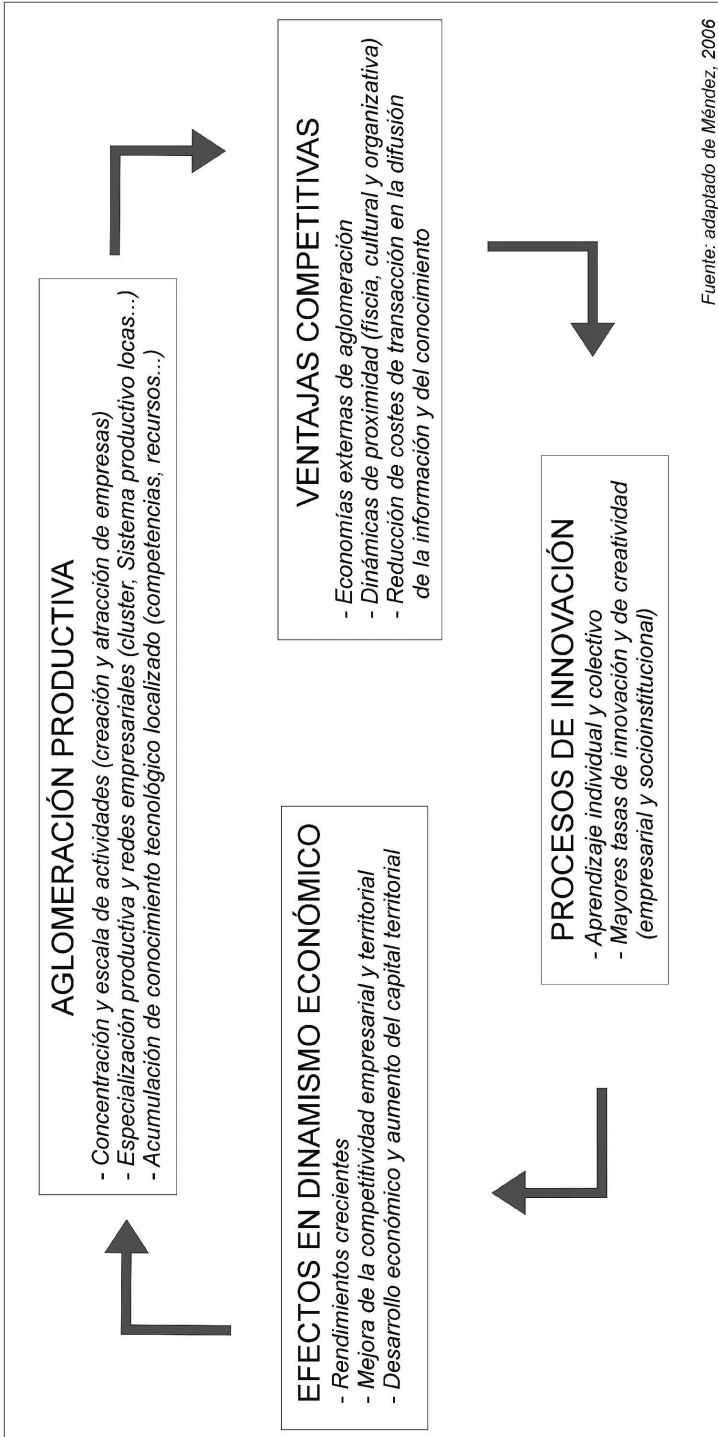 AGLOMERACIÓN PRODUCTIVA
- Concentración y escala de actividades (creación y atracción de empresas)
- Especialización productiva y redes empresariales (cluster, Sistema productivo locas...)
- Acumulación de conocimiento tecnológico localizado (competencias, recursos...)
VENTAJAS COMPETITIVAS
- Economías externas de aglomeración
- Dinámicas de proximidad (fiscia, cultural y organizativa)
- Reducción de costes de transacción en la difusión
de la información y del conocimiento
PROCESOS DE INNOVACIÓN
- Aprendizaje individual y colectivo
- Mayores tasas de innovación y de creatividad
(empresarial y socioinstitucional)
EFECTOS EN DINAMISMO ECONÓMICO
- Rendimientos crecientes
- Mejora de la competitividad empresarial y territorial
- Desarrollo económico y aumento del capital territorial
Fuente: adaptado de Méndez, 2006